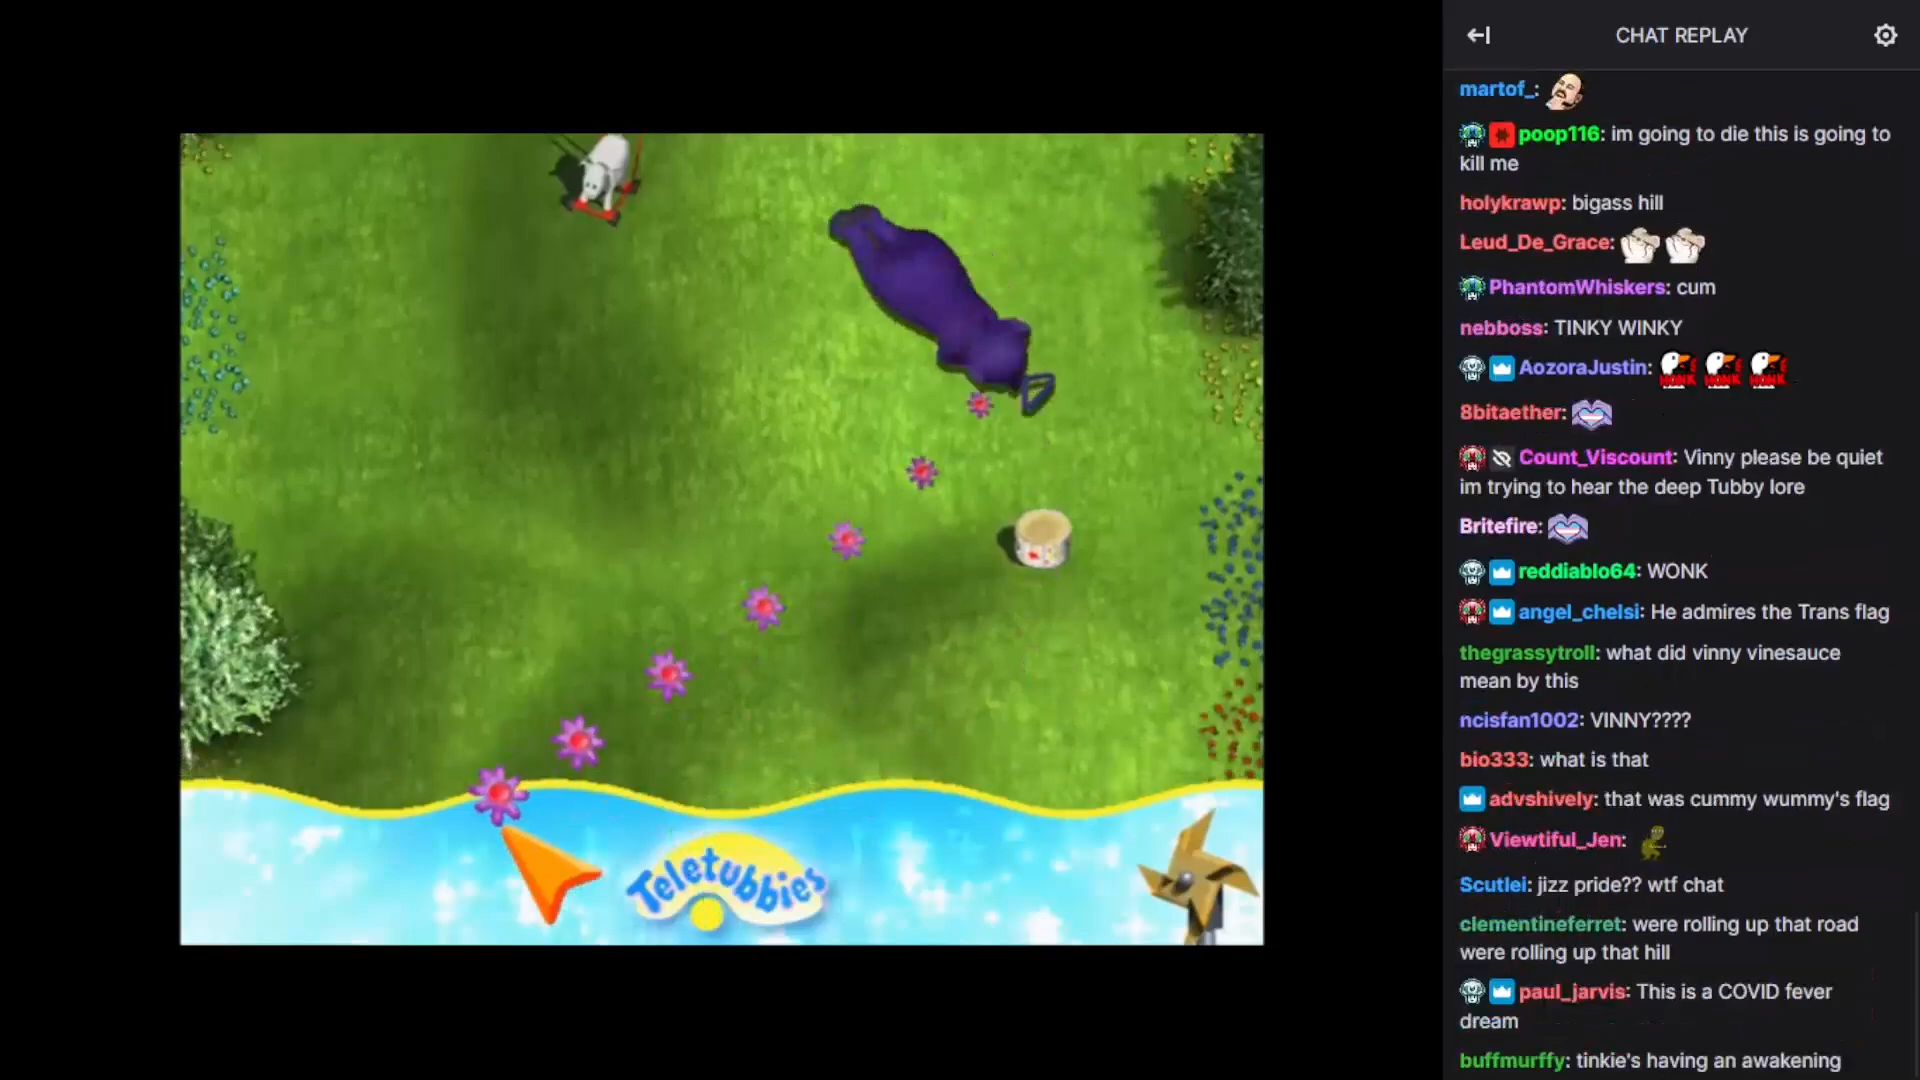 CHAT REPLAY
martof_:
poop116: im going to die this is going to
kill me
holykrawp: bigass hill
Leud_De_Grace:
PhantomWhiskers: cum
nebboss: TINKY WINKY
AozoraJustin: HONK HONK HONK
8bitaether:
Count_Viscount: Vinny please be quiet
im trying to hear the deep Tubby lore
Britefire:
reddiablo64: WONK
angel_chelsi: He admires the Trans flag
thegrassytroll: what did vinny vinesauce
mean by this
ncisfan1002: VINNY????
bio333: what is that
advshively: that was cummy wummy's flag
Viewtiful_Jen:
Scutlei: jizz pride?? wtf chat
clementineferret: were rolling up that road
were rolling up that hill
paul_jarvis: This is a COVID fever
dream
buffmurffy: tinkie's having an awakening
Teletubbies